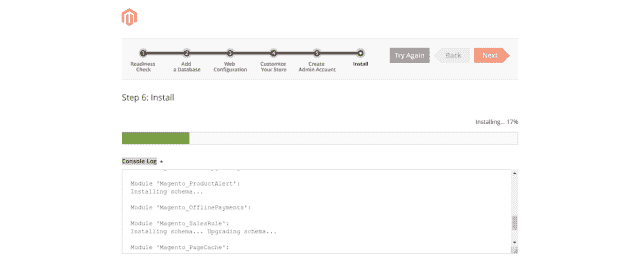 1 2 3 4 5 6
Readiness Check
Add a Database
Web Configuration
Customize Your Store
Create Admin Account
Install
Try Again
Back
Next
Step 6: Install
Installing... 17%
Console Log
Module 'Magento_ProductAlert':
Installing schema...
Module 'Magento_OfflinePayments':
Module 'Magento_SalesRule':
Installing schema... Upgrading schema...
Module 'Magento_PageCache':